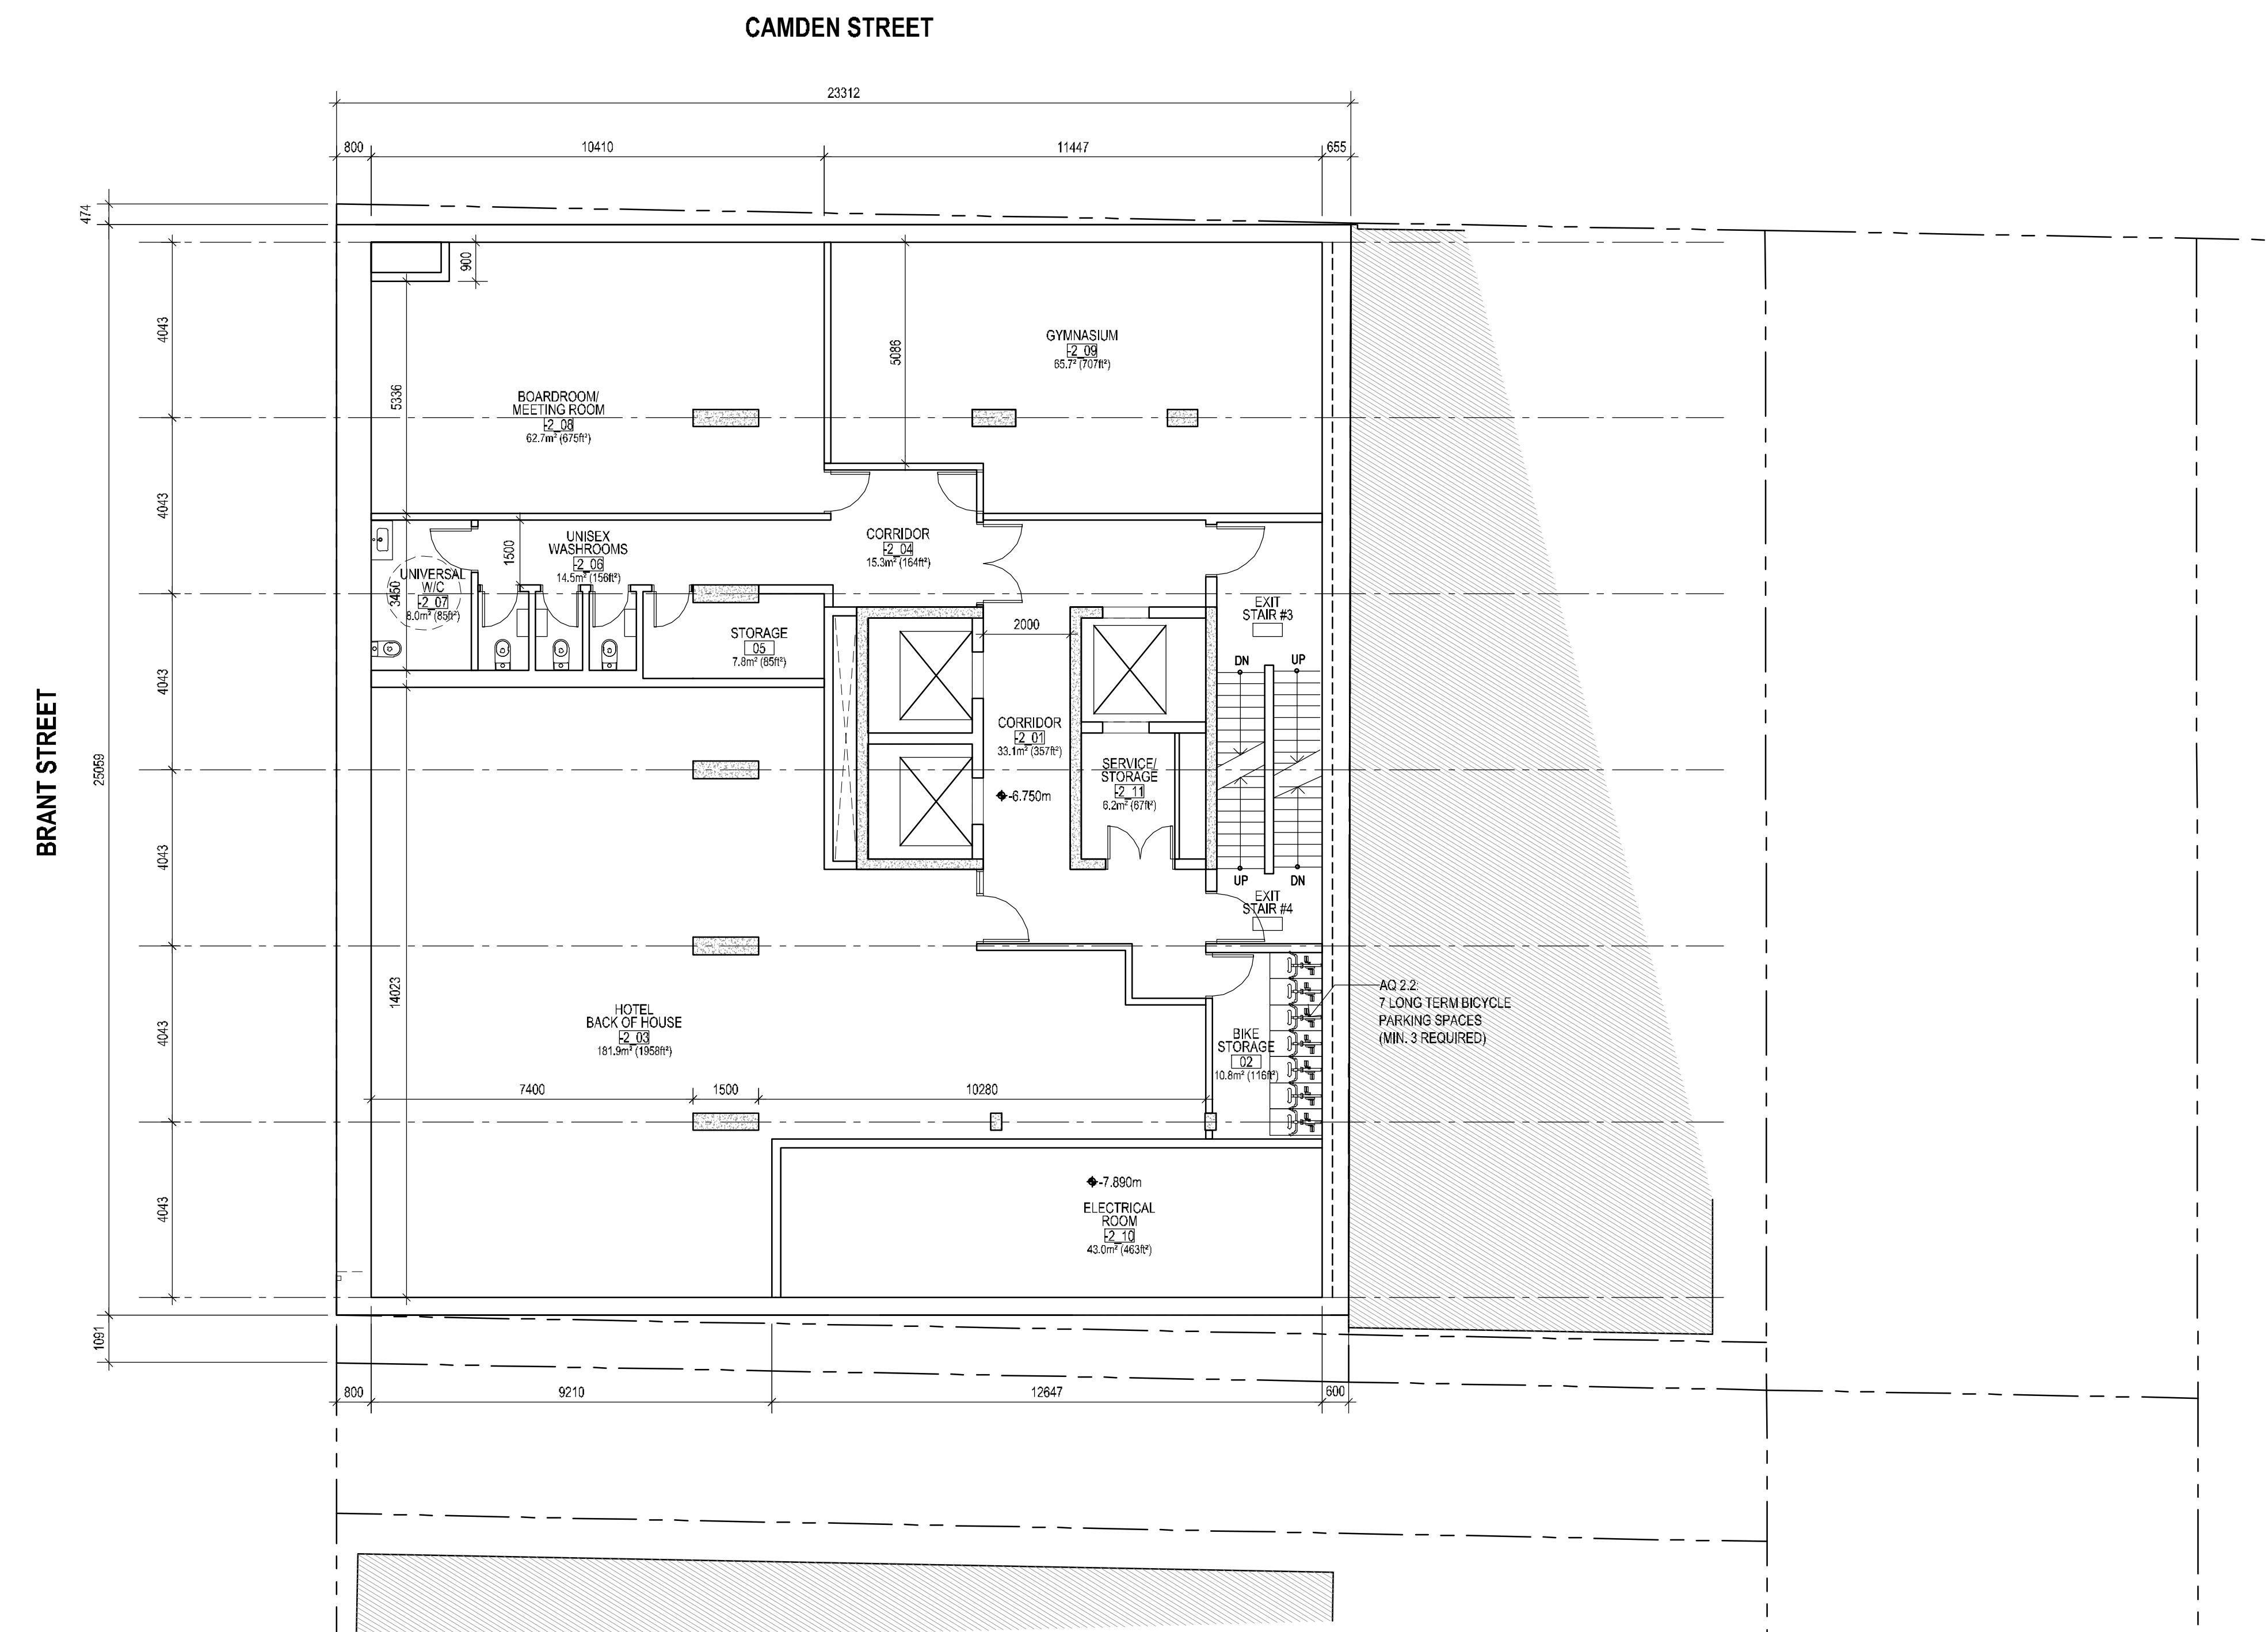 CAMDEN STREET
23312
800
10410
11447
655
474
900
4043
5336
5086
GYMNASIUM
-2_09
65.7² (707ft²)
BOARDROOM/
MEETING ROOM
-2_08
62.7m² (675ft²)
4043
1500
UNISEX
WASHROOMS
-2_06
14.5m² (156ft²)
CORRIDOR
-2_04
15.3m² (164ft²)
UNIVERSAL
W/C
-2_07
8.0m² (85ft²)
3450
EXIT
STAIR #3
2000
STORAGE
05
7.8m² (85ft²)
DN
UP
4043
BRANT STREET
25059
CORRIDOR
-2_01
33.1m² (357ft²)
-6.750m
SERVICE/
STORAGE
-2_11
6.2m² (67ft²)
4043
UP
DN
EXIT
STAIR #4
14023
4043
HOTEL
BACK OF HOUSE
-2_03
181.9m² (1958ft²)
BIKE
STORAGE
02
10.8m² (116ft²)
AQ 2.2:
7 LONG TERM BICYCLE
PARKING SPACES
(MIN. 3 REQUIRED)
7400
1500
10280
4043
-7.890m
ELECTRICAL
ROOM
-2_10
43.0m² (463ft²)
1091
800
9210
12647
600